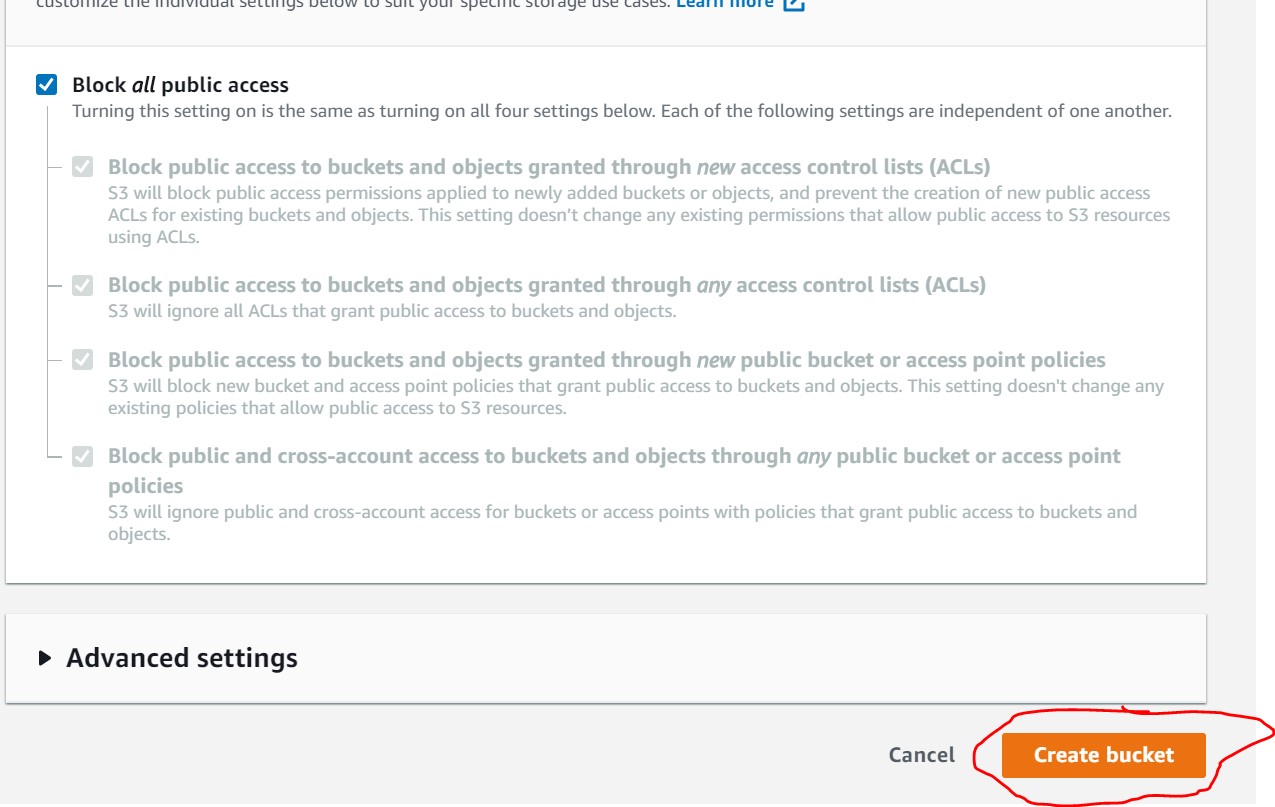 customize the individual settings below to suit your specific storage use cases. Learn more
Block all public access
Turning this setting on is the same as turning on all four settings below. Each of the following settings are independent of one another.
Block public access to buckets and objects granted through new access control lists (ACLs)
S3 will block public access permissions applied to newly added buckets or objects, and prevent the creation of new public access
ACLs for existing buckets and objects. This setting doesn’t change any existing permissions that allow public access to S3 resources
using ACLs.
Block public access to buckets and objects granted through any access control lists (ACLs)
S3 will ignore all ACLs that grant public access to buckets and objects.
Block public access to buckets and objects granted through new public bucket or access point policies
S3 will block new bucket and access point policies that grant public access to buckets and objects. This setting doesn't change any
existing policies that allow public access to S3 resources.
Block public and cross-account access to buckets and objects through any public bucket or access point
policies
S3 will ignore public and cross-account access for buckets or access points with policies that grant public access to buckets and
objects.
Advanced settings
Cancel Create bucket